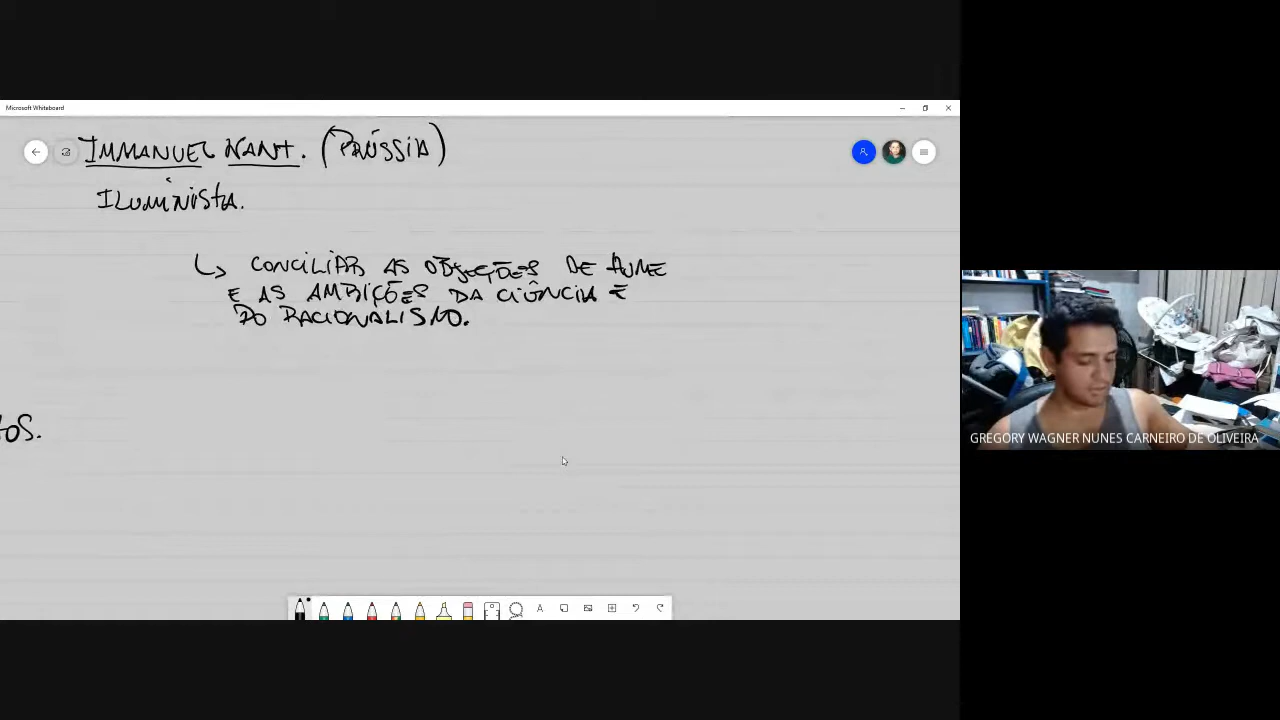 Microsoft Whiteboard
IMMANUEL KANT. (PRÚSSIA)
ILUMINISTA.
↳ CONCILIAR AS OBJEÇÕES DE HUME
E AS AMBIÇÕES DA CIÊNCIA E
DO RACIONALISMO.
TOS.
GREGORY WAGNER NUNES CARNEIRO DE OLIVEIRA
A